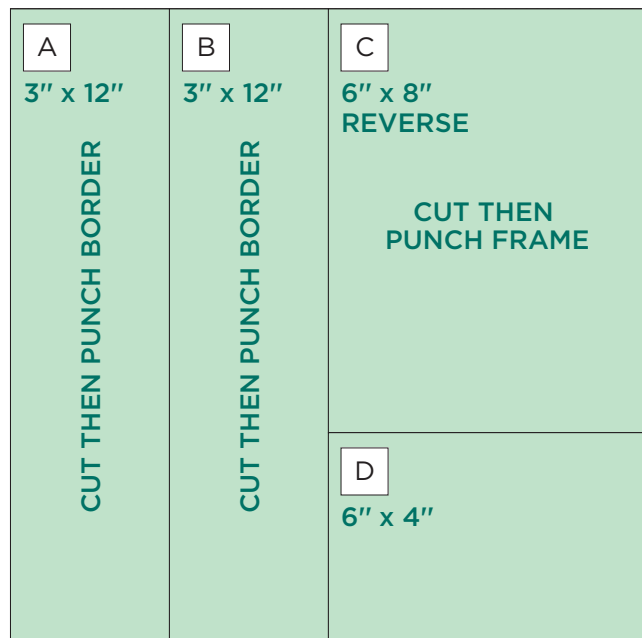 A
3" x 12"
CUT THEN PUNCH BORDER
B
3" x 12"
CUT THEN PUNCH BORDER
C
6" x 8"
REVERSE
CUT THEN
PUNCH FRAME
D
6" x 4"